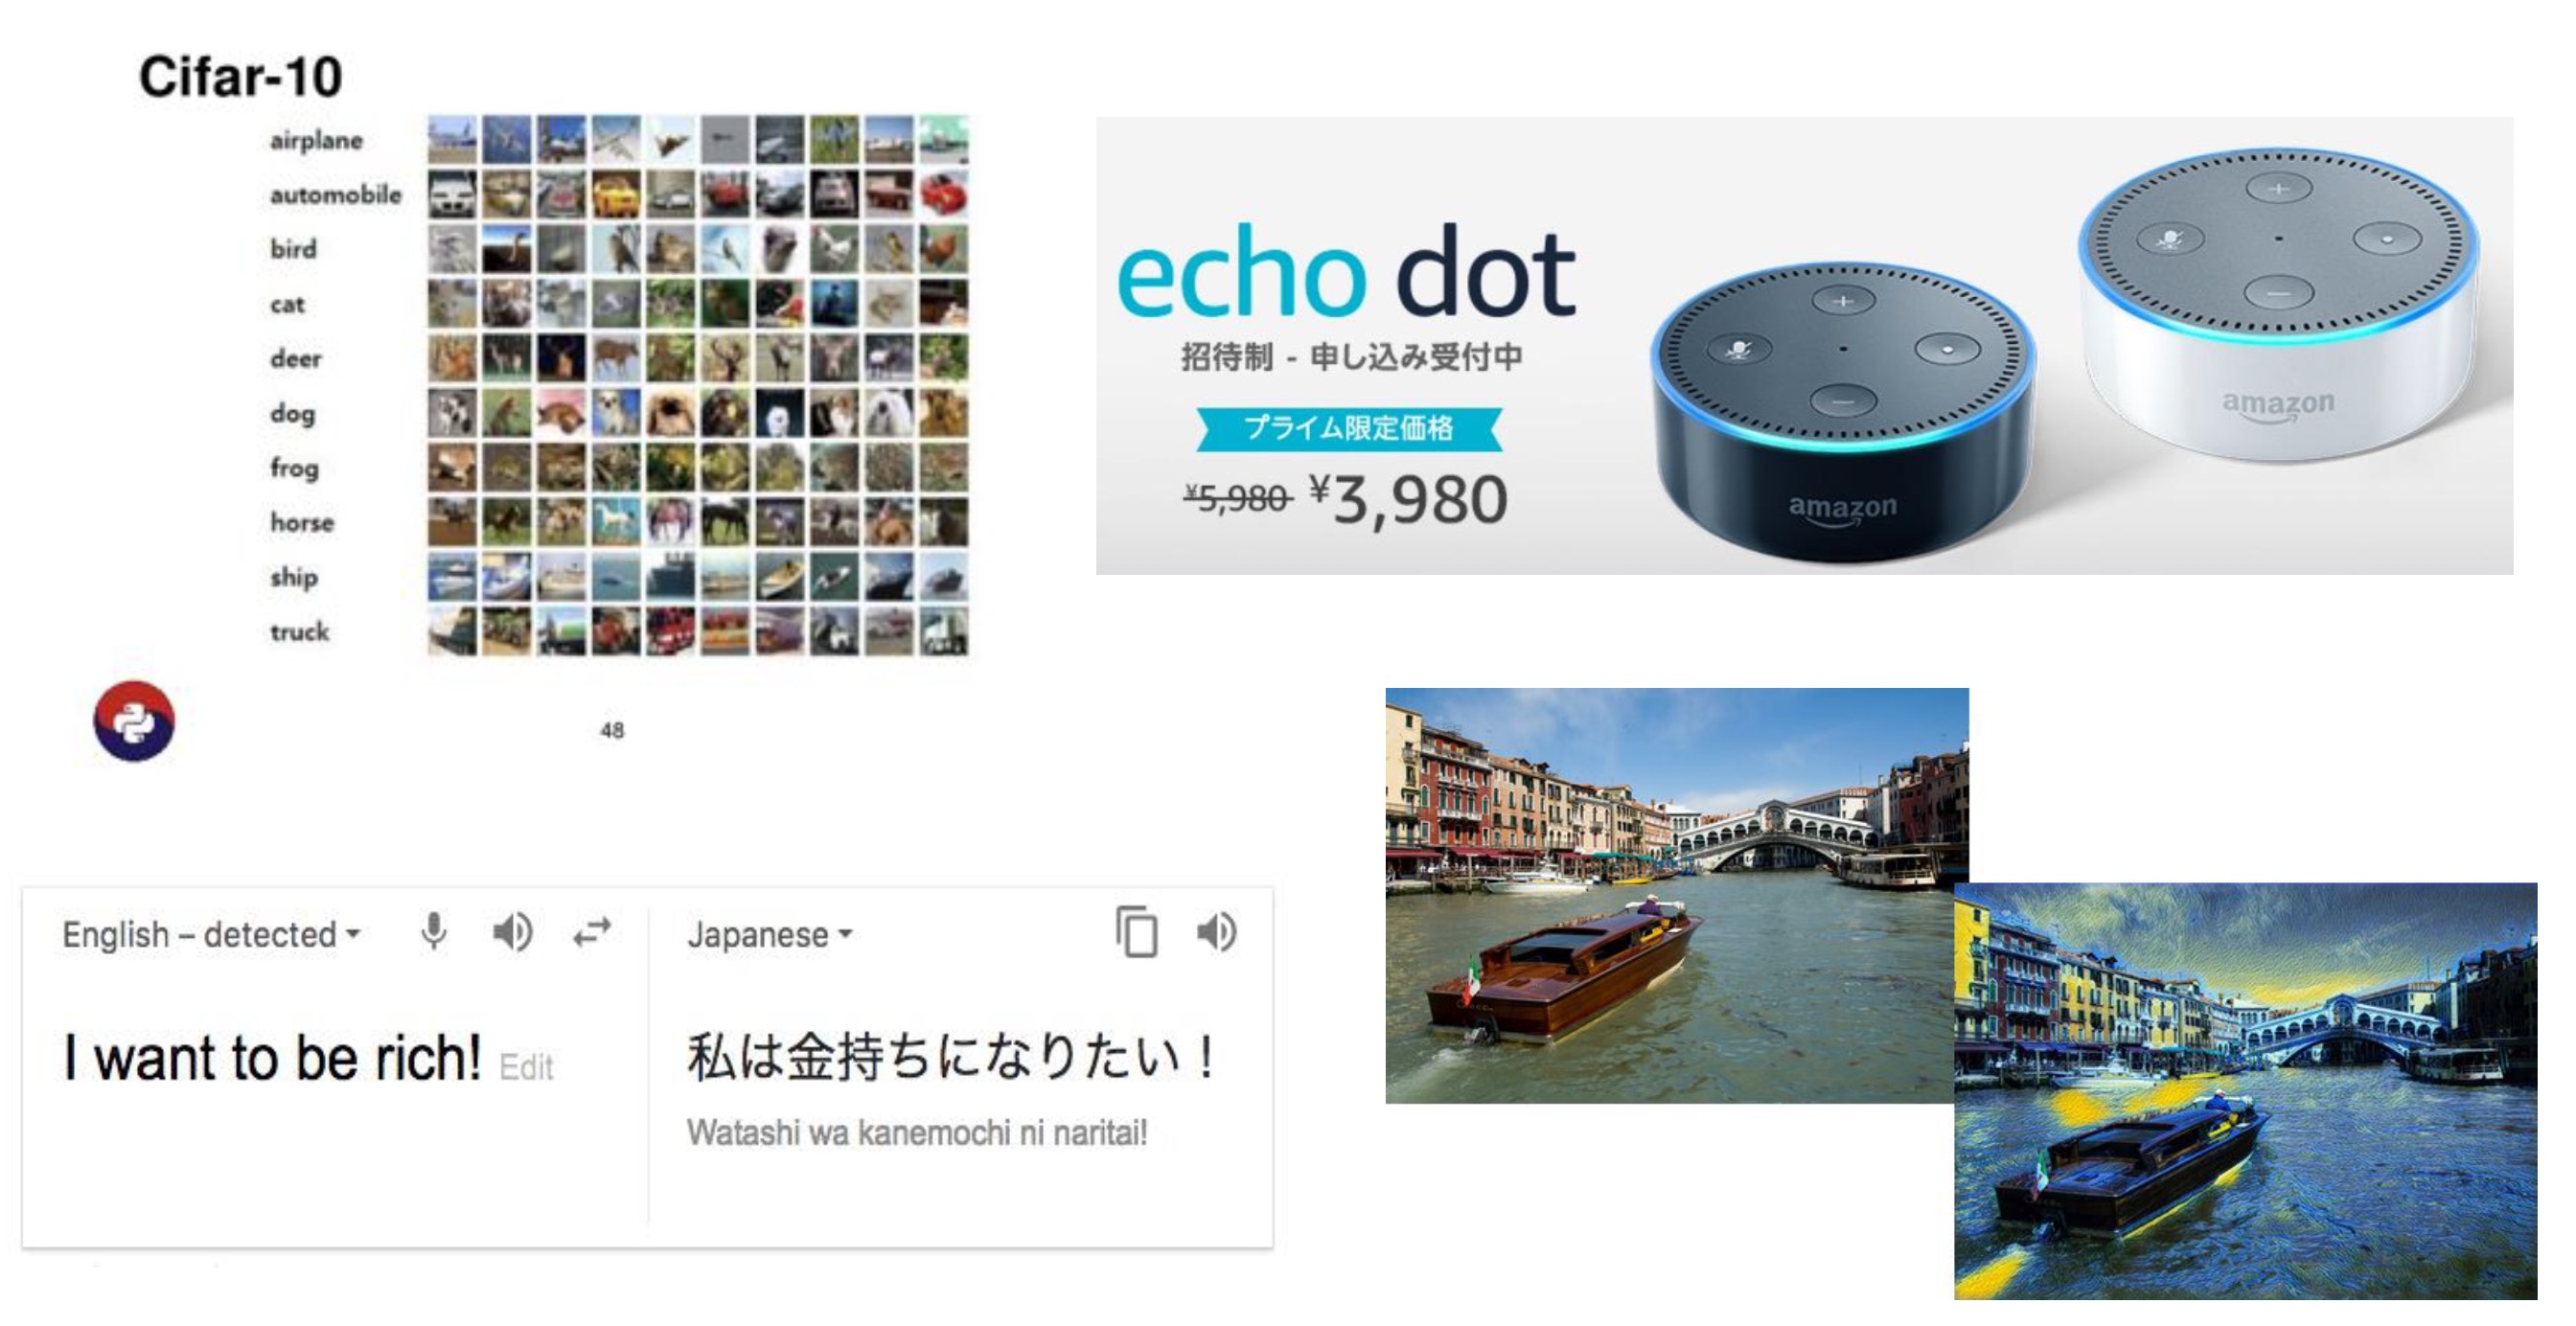 Cifar-10
airplane
automobile
bird
cat
deer
dog
frog
horse
ship
truck
48
echo dot
招待制 - 申し込み受付中
プライム限定価格
¥5,980 ¥3,980
amazon
amazon
English – detected
Japanese
I want to be rich! Edit
私は金持ちになりたい！
Watashi wa kanemochi ni naritai!